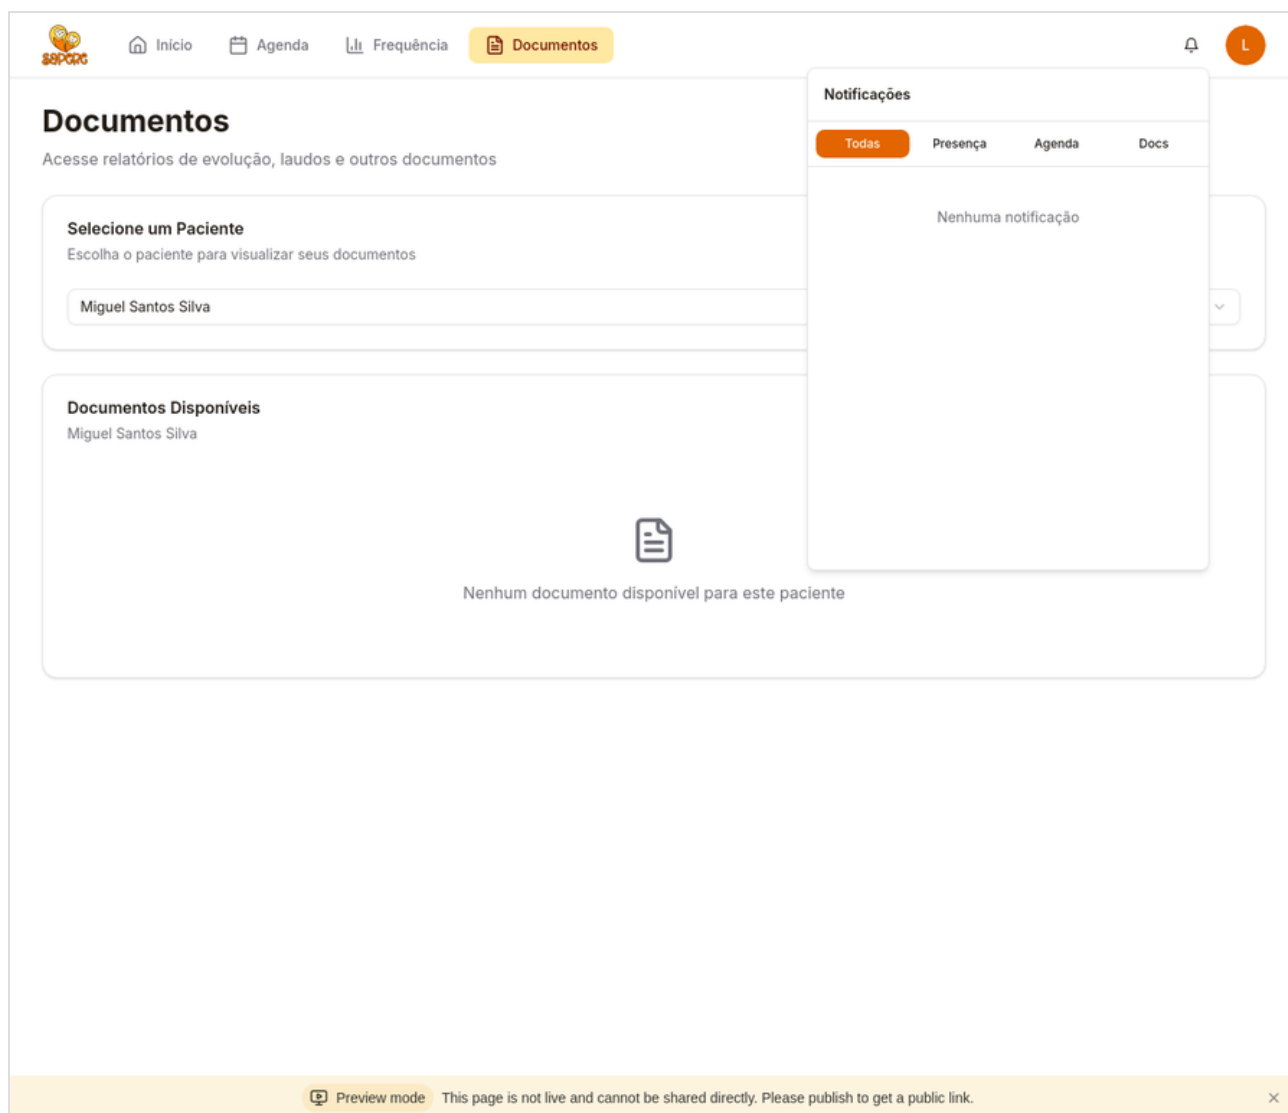 SAPCRC
Início
Agenda
Frequência
Documentos
L
Documentos
Acesse relatórios de evolução, laudos e outros documentos
Selecione um Paciente
Escolha o paciente para visualizar seus documentos
Miguel Santos Silva
Notificações
Todas
Presença
Agenda
Docs
Nenhuma notificação
Documentos Disponíveis
Miguel Santos Silva
Nenhum documento disponível para este paciente
Preview mode
This page is not live and cannot be shared directly. Please publish to get a public link.